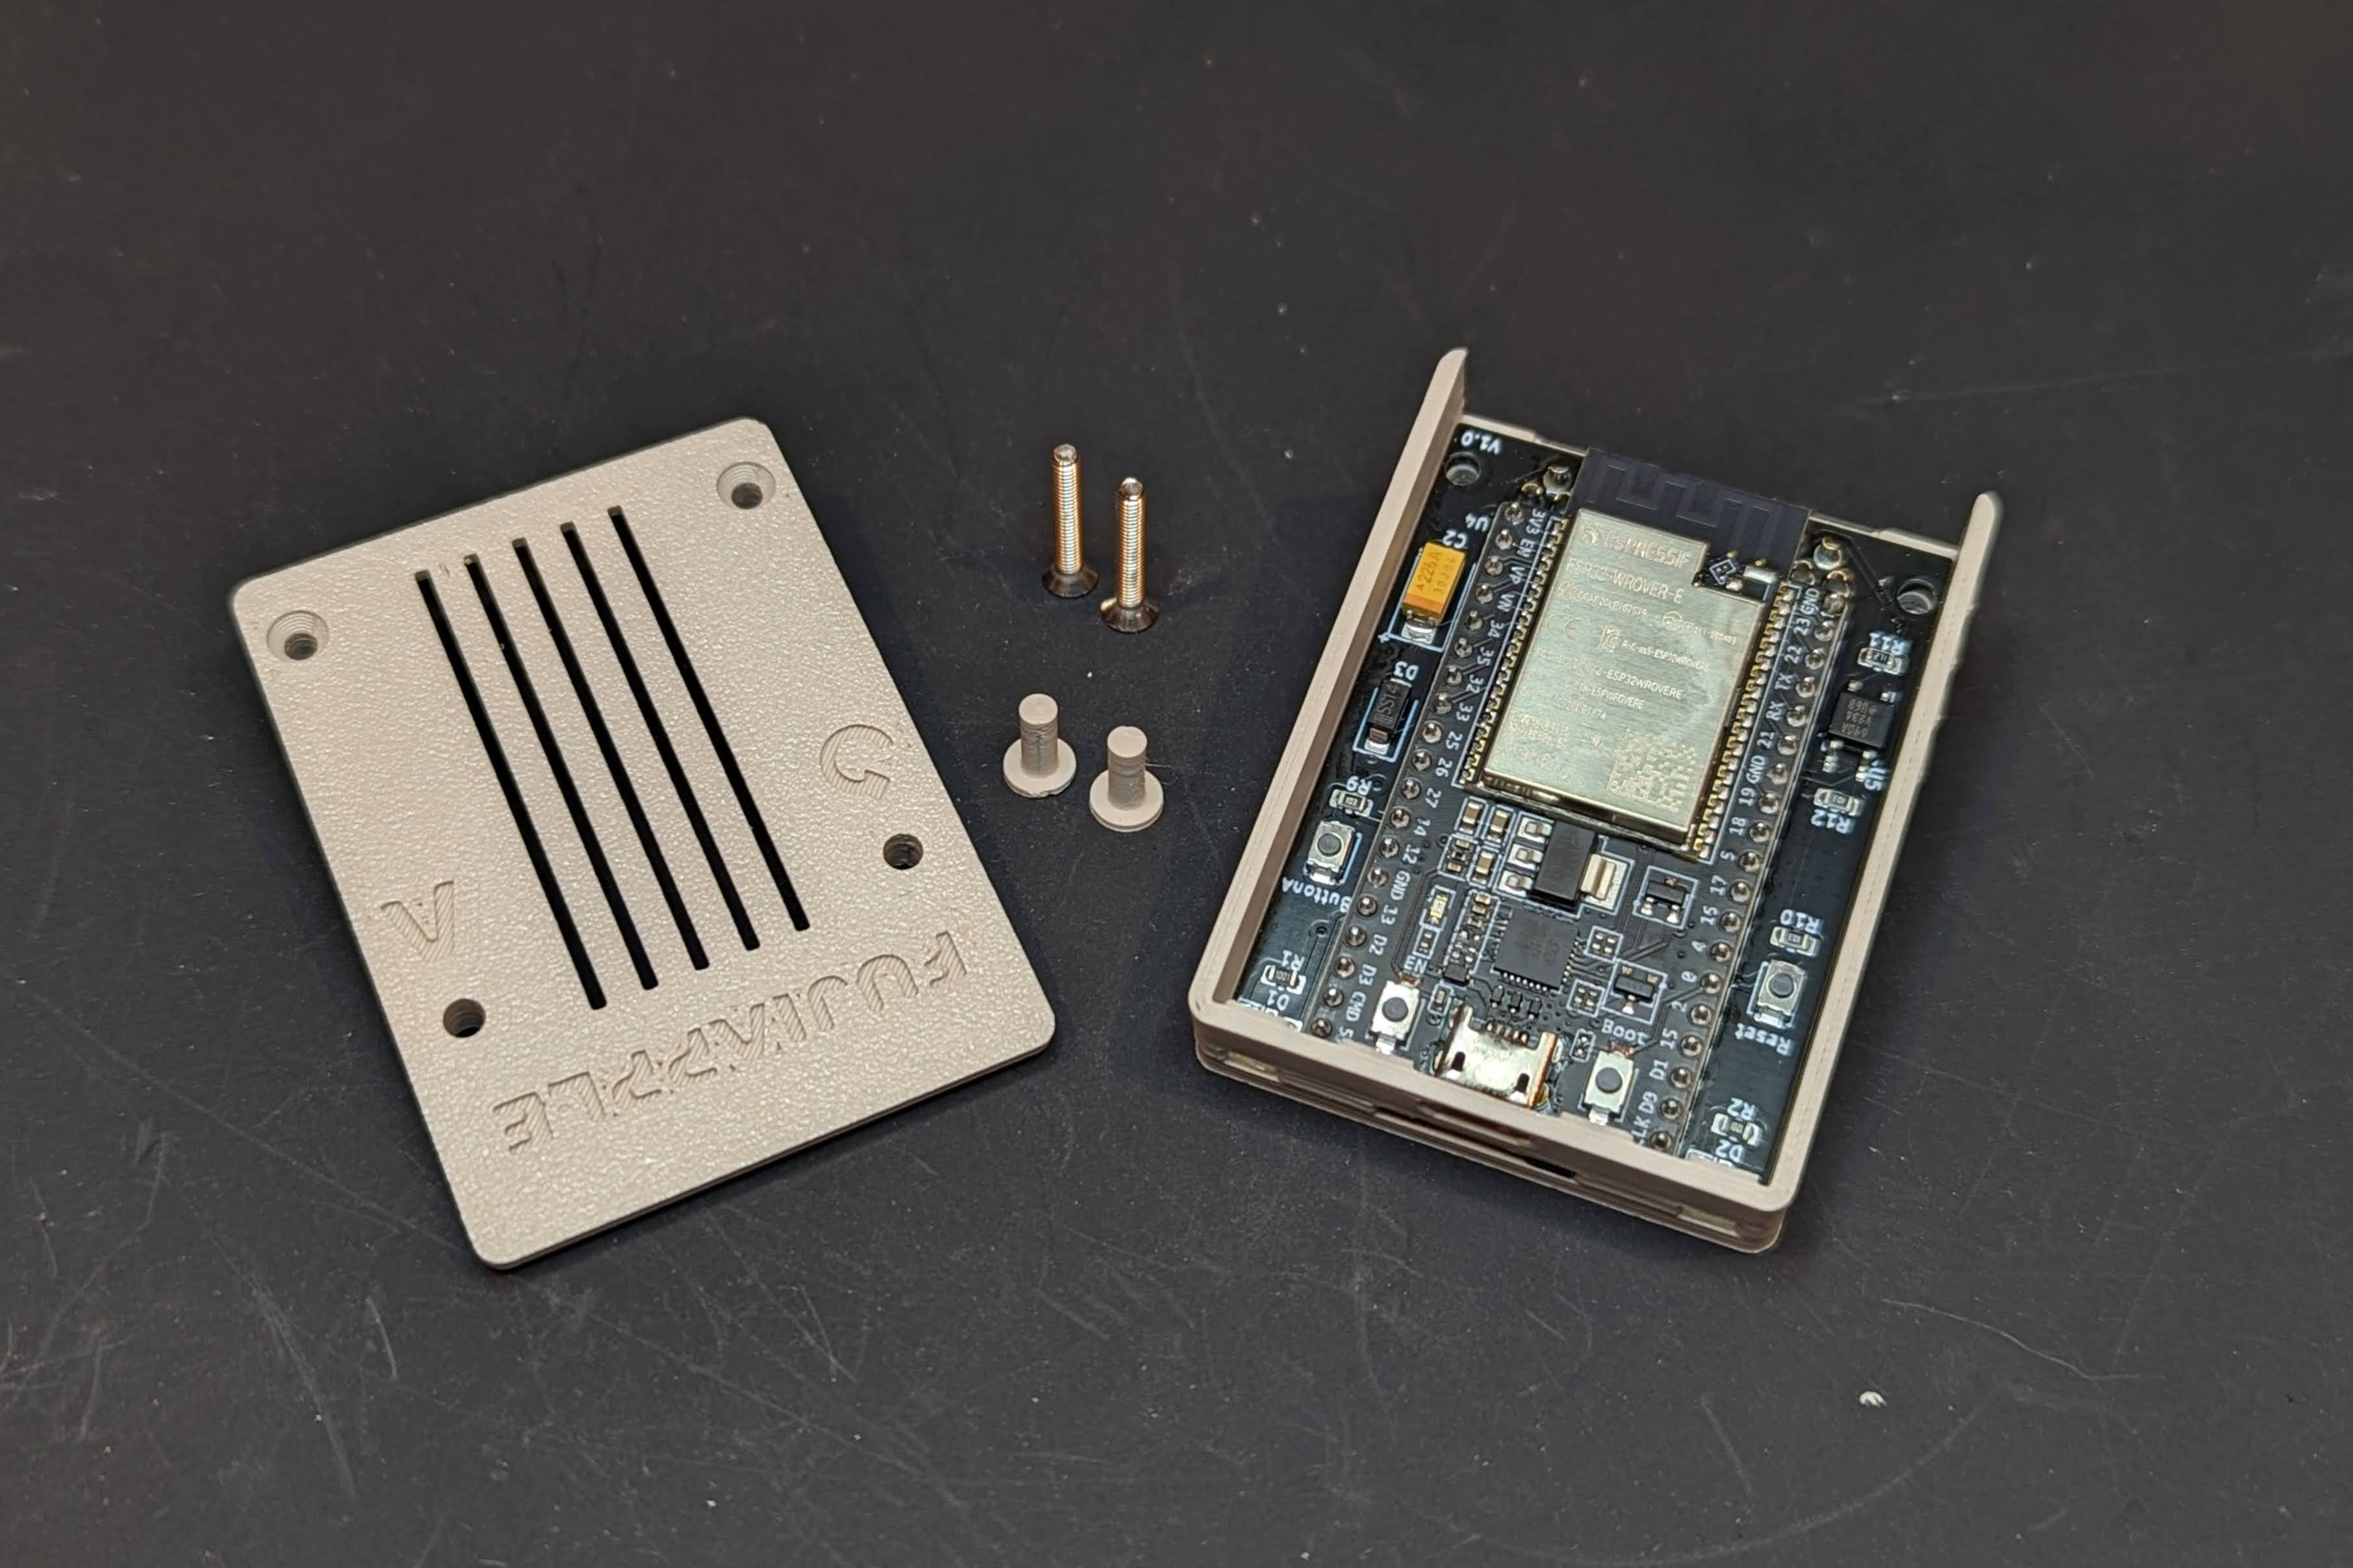 FUJIAPPLE
A
V1.0
U4
C2
226A
D3
SS14
R9
ButtonA
R1
D1
3V3
EN
VP
VN
34
35
32
33
25
26
27
14
12
GND
13
D2
D3
CMD
ESPRESSIF
ESP32-WROVER-E
EN
Boot
GND
23
22
TX
RX
21
GND
19
18
5
17
16
4
0
2
15
D1
D0
CLK
R11
U5
R12
R10
Reset
R2
D2